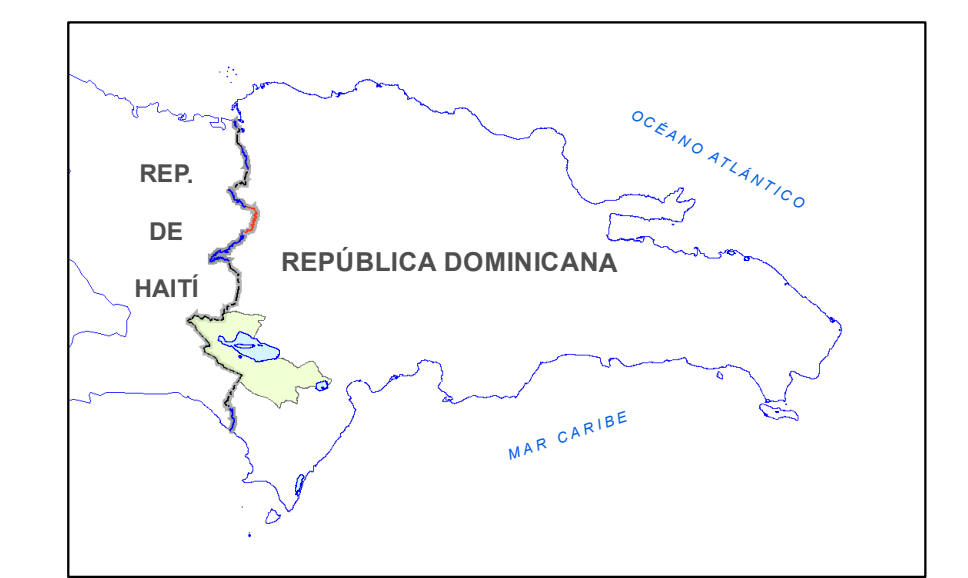 OCÉANO ATLÁNTICO
REP.
DE
HAITÍ
REPÚBLICA DOMINICANA
MAR CARIBE